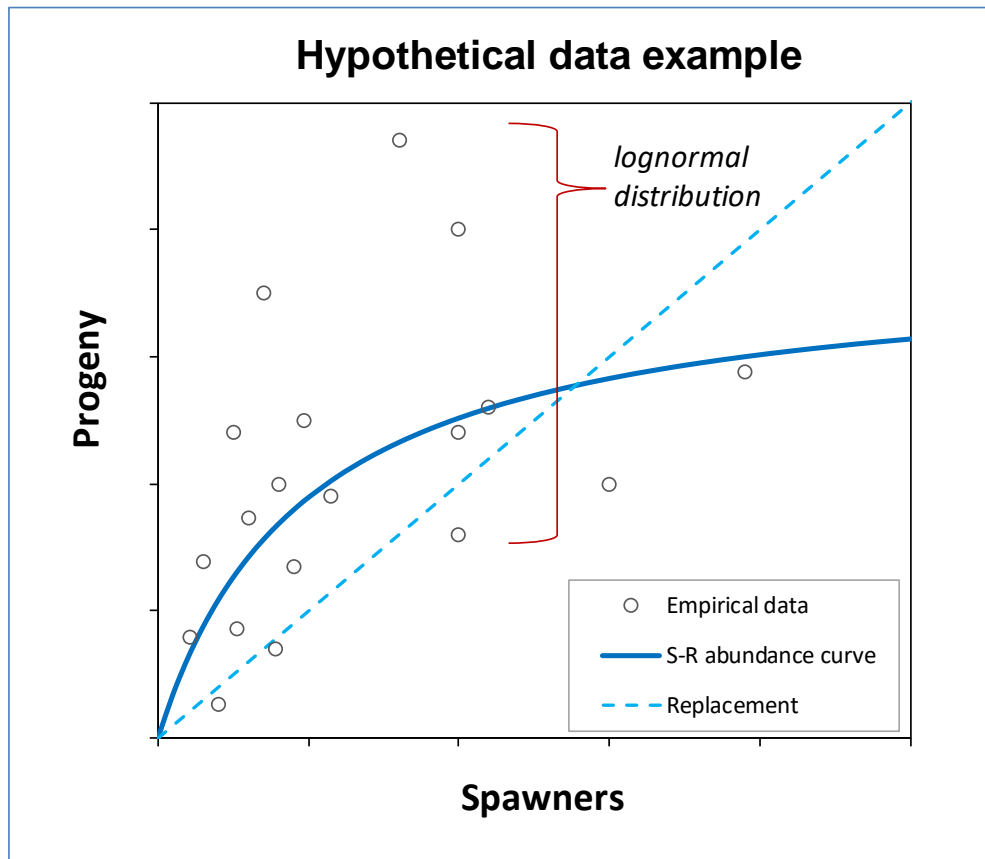 Hypothetical data example
lognormal
distribution
Progeny
Empirical data
S-R abundance curve
Replacement
Spawners